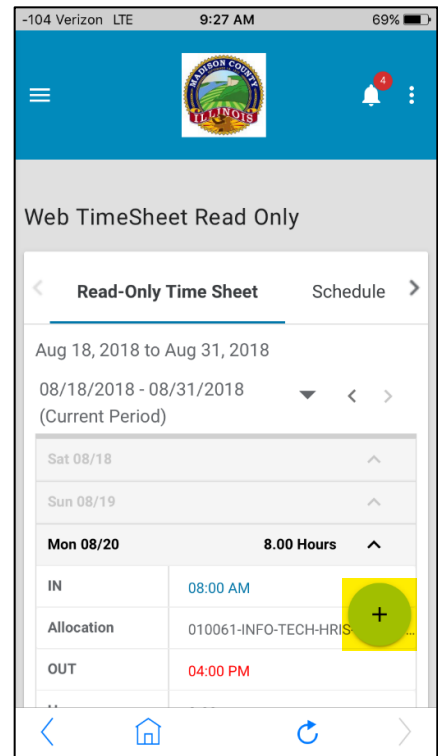 -104 Verizon LTE 9:27 AM 69%
MADISON COUNTY
ILLINOIS
4
Web TimeSheet Read Only
Read-Only Time Sheet Schedule
Aug 18, 2018 to Aug 31, 2018
08/18/2018 - 08/31/2018
(Current Period)
Sat 08/18
Sun 08/19
Mon 08/20 8.00 Hours
IN 08:00 AM
+
Allocation 010061-INFO-TECH-HRIS- ...
OUT 04:00 PM